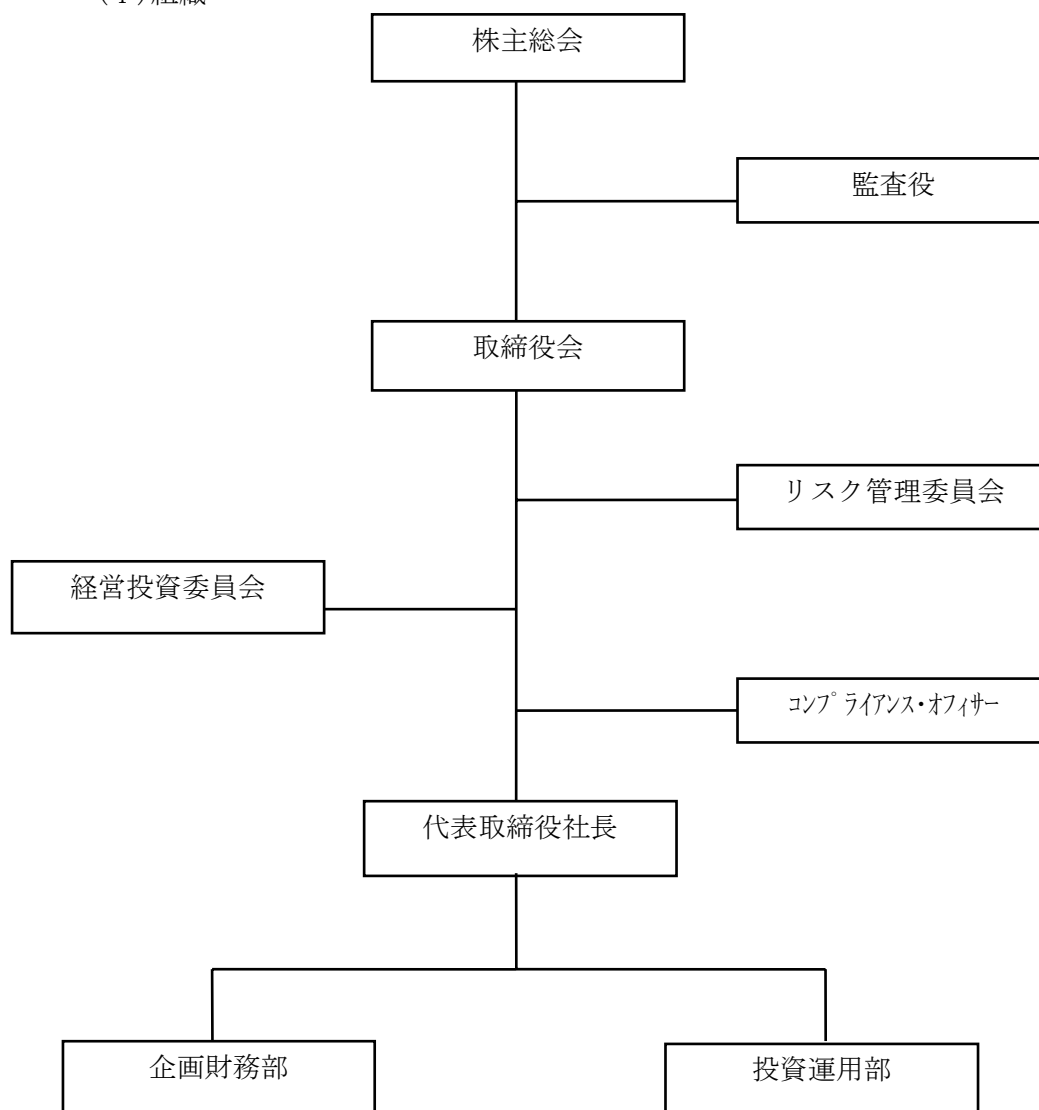 株主総会
監査役
取締役会
リスク管理委員会
経営投資委員会
コンプライアンス・オフィサー
代表取締役社長
企画財務部
投資運用部